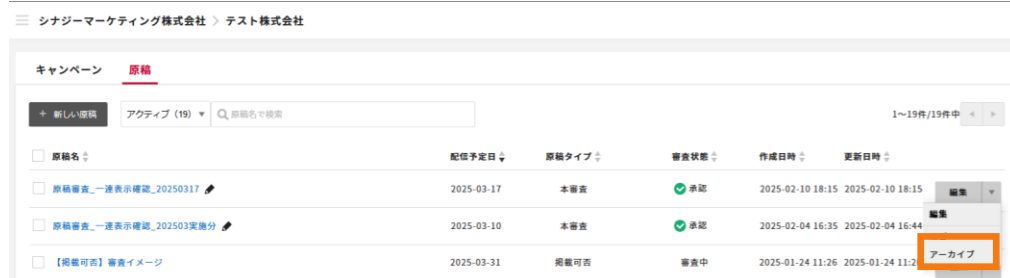 シナジーマーケティング株式会社 > テスト株式会社
キャンペーン 原稿
+ 新しい原稿 アクティブ（19） ▼ 原稿名で検索 1〜19件/19件中
原稿名 配信予定日 原稿タイプ 審査状態 作成日時 更新日時
原稿審査_一連表示確認_20250317 2025-03-17 本審査 承認 2025-02-10 18:15 2025-02-10 18:15 編集 ▼
編集
原稿審査_一連表示確認_202503実施分 2025-03-10 本審査 承認 2025-02-04 16:35 2025-02-04 16:44
アーカイブ
【掲載可否】審査イメージ 2025-03-31 掲載可否 審査中 2025-01-24 11:26 2025-01-24 11:2